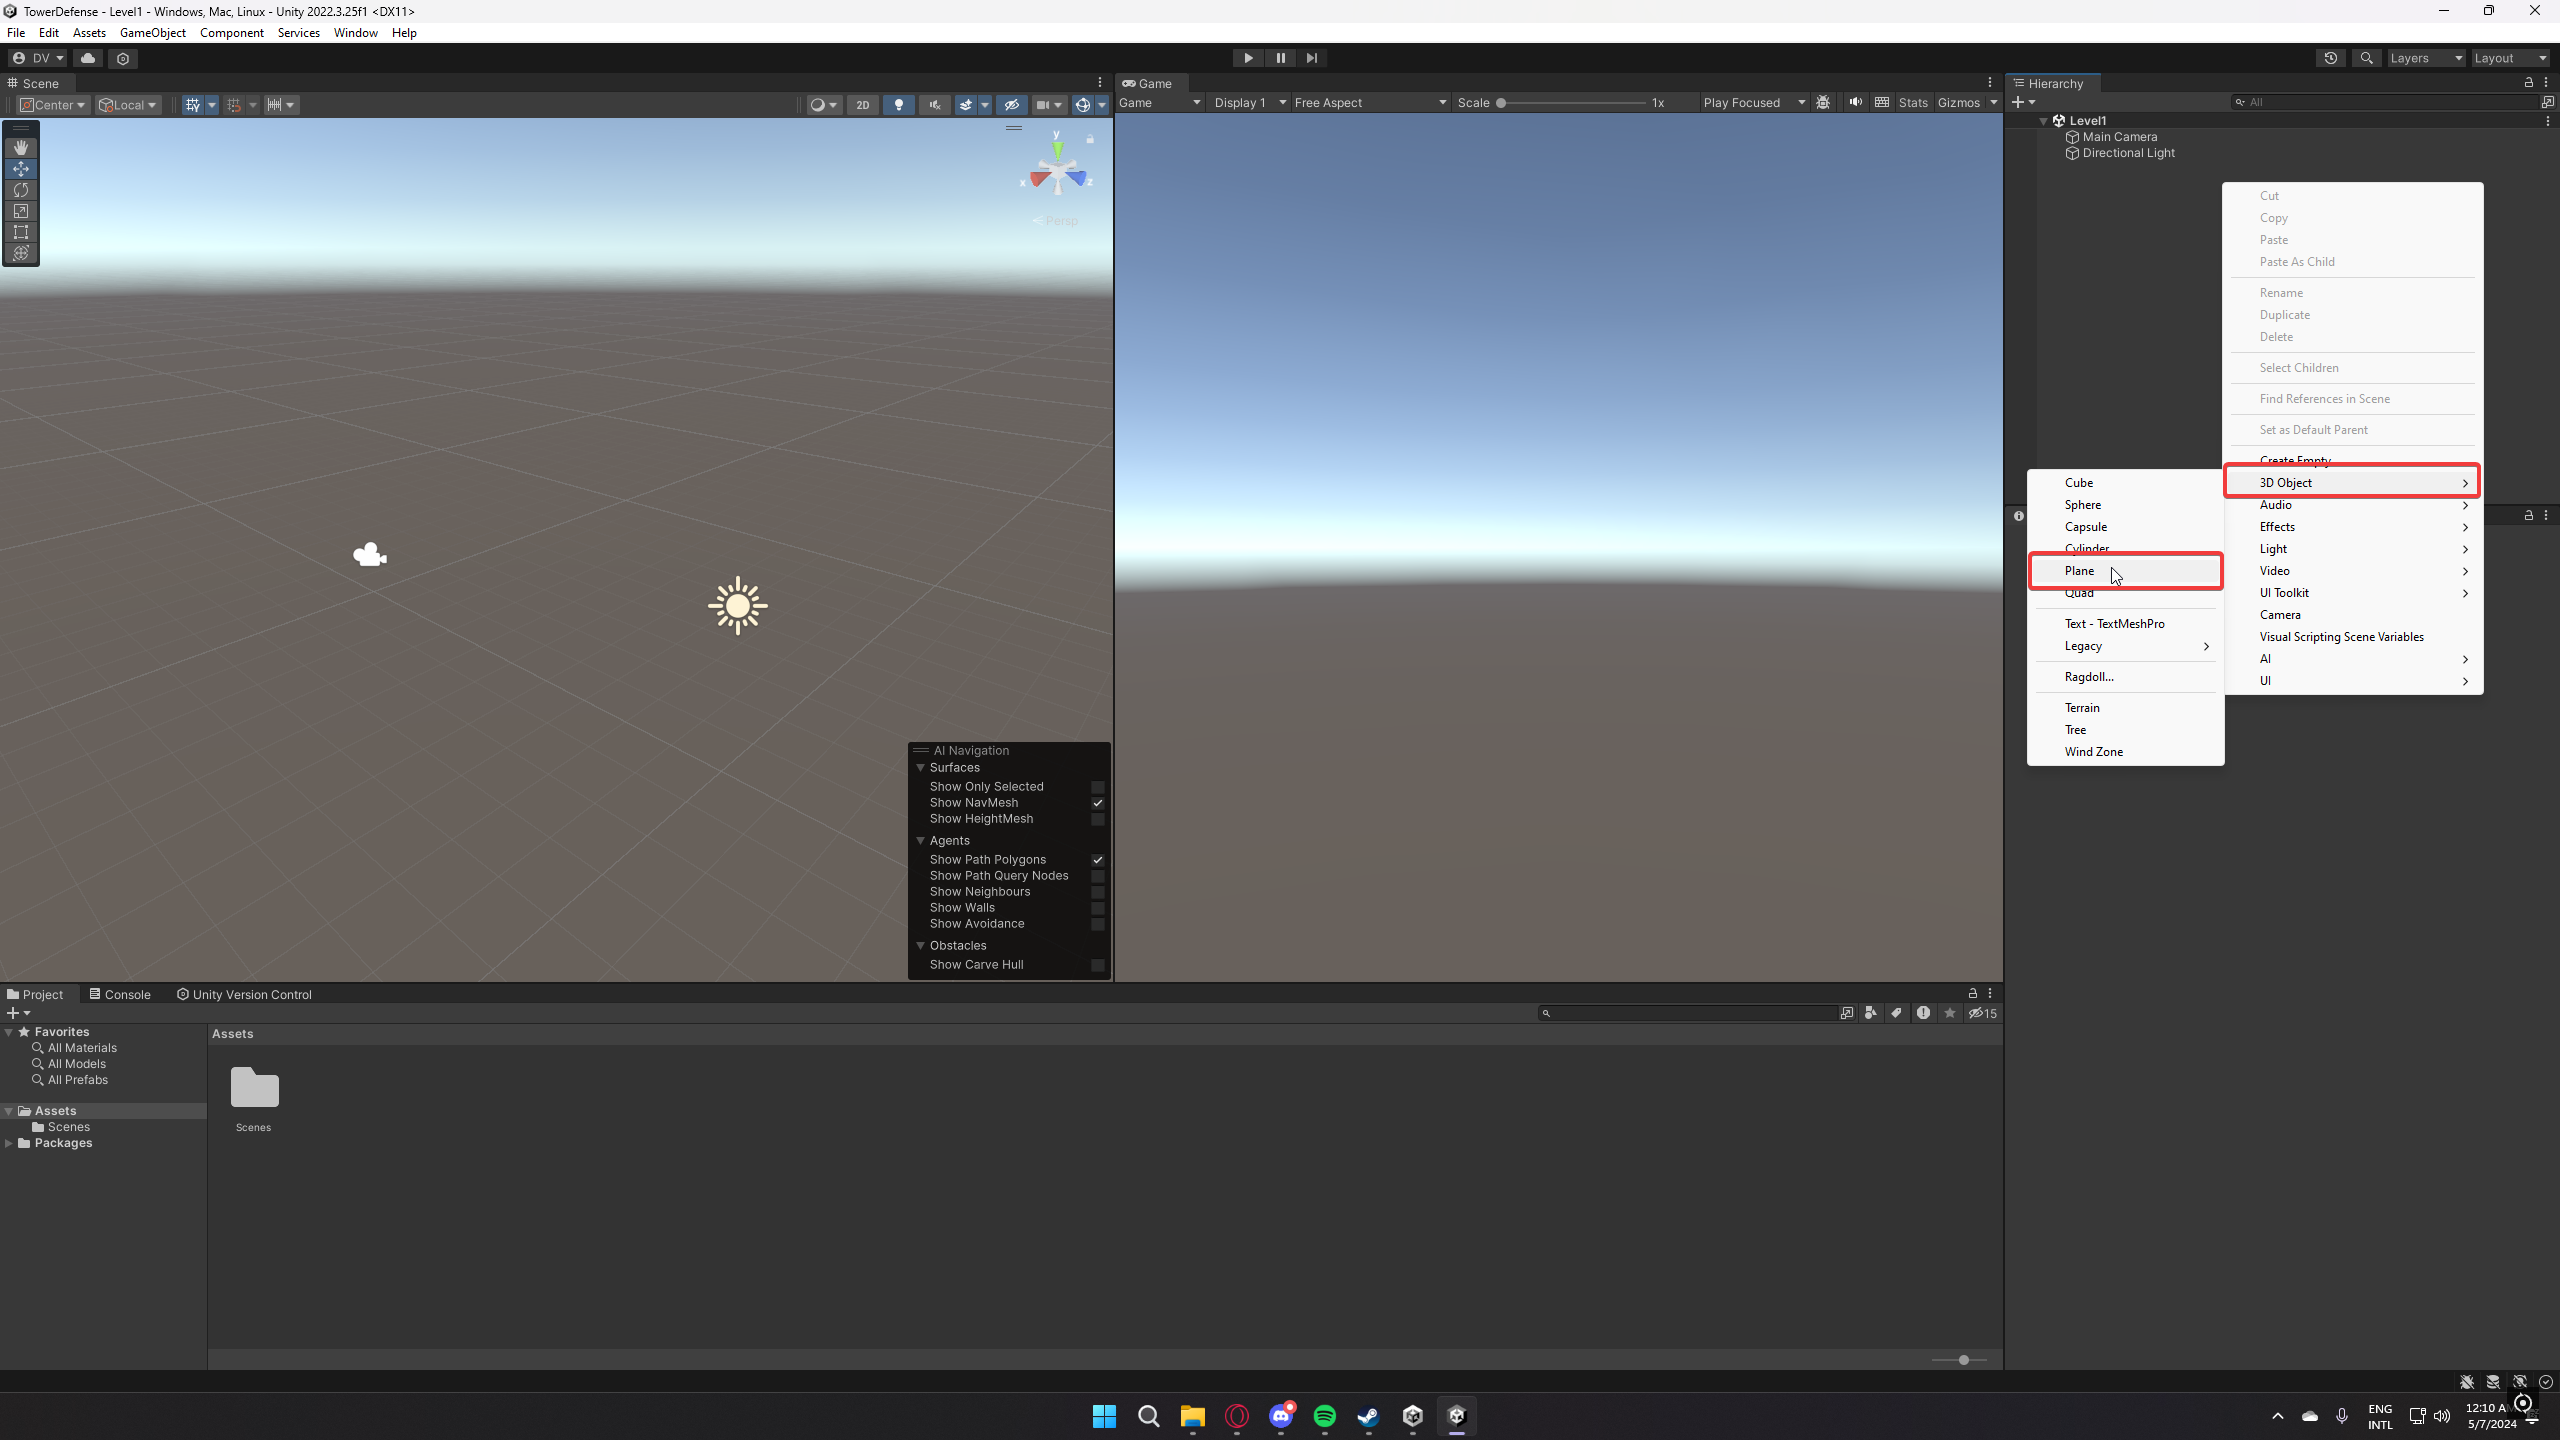 TowerDefense - Level1 - Windows, Mac, Linux - Unity 2022.3.25f1 <DX11>
File Edit Assets GameObject Component Services Window Help
DV Layers Layout
Scene
Center Local 2D
y
x z
Persp
Game
Game Display 1 Free Aspect Scale 1x Play Focused Stats Gizmos
Hierarchy
All
Level1
Main Camera
Directional Light
Cut
Copy
Paste
Paste As Child
Rename
Duplicate
Delete
Select Children
Find References in Scene
Set as Default Parent
Create Empty
3D Object
Audio
Effects
Light
Video
UI Toolkit
Camera
Visual Scripting Scene Variables
AI
UI
Cube
Sphere
Capsule
Cylinder
Plane
Quad
Text - TextMeshPro
Legacy
Ragdoll...
Terrain
Tree
Wind Zone
AI Navigation
Surfaces
Show Only Selected
Show NavMesh
Show HeightMesh
Agents
Show Path Polygons
Show Path Query Nodes
Show Neighbours
Show Walls
Show Avoidance
Obstacles
Show Carve Hull
Project Console Unity Version Control
15
Favorites
All Materials
All Models
All Prefabs
Assets
Scenes
Packages
Assets
Scenes
ENG
INTL
12:10
5/7/2024